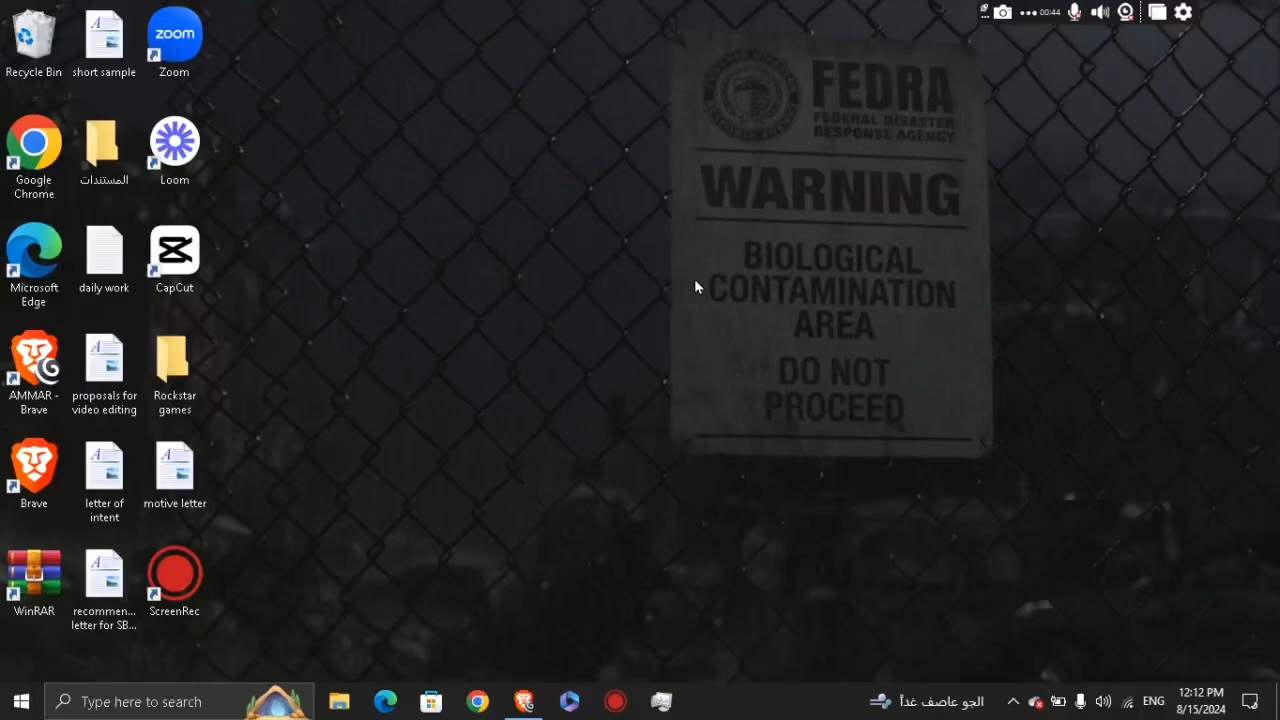 00:44
Recycle Bin
short sample
zoom
Zoom
Google
Chrome
المستندات
Loom
Microsoft
Edge
daily work
CapCut
AMMAR -
Brave
proposals for
video editing
Rockstar
games
Brave
letter of
intent
motive letter
WinRAR
recommen...
letter for SB...
ScreenRec
FEDRA
FEDERAL DISASTER
RESPONSE AGENCY
WARNING
BIOLOGICAL
CONTAMINATION
AREA
DO NOT
PROCEED
Type here to search
الجو عاصف غداً
ENG
12:12 PM
8/15/2024